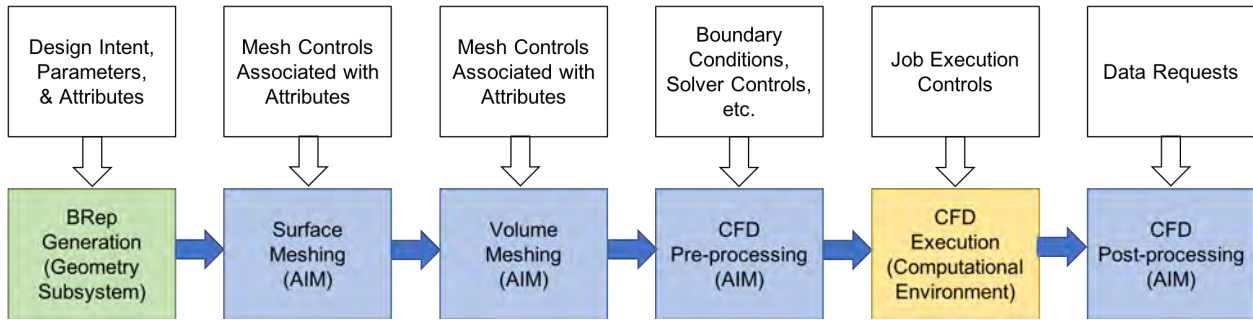 Design Intent,
Parameters,
& Attributes
Mesh Controls
Associated with
Attributes
Mesh Controls
Associated with
Attributes
Boundary
Conditions,
Solver Controls,
etc.
Job Execution
Controls
Data Requests
BRep
Generation
(Geometry
Subsystem)
Surface
Meshing
(AIM)
Volume
Meshing
(AIM)
CFD
Pre-processing
(AIM)
CFD
Execution
(Computational
Environment)
CFD
Post-processing
(AIM)